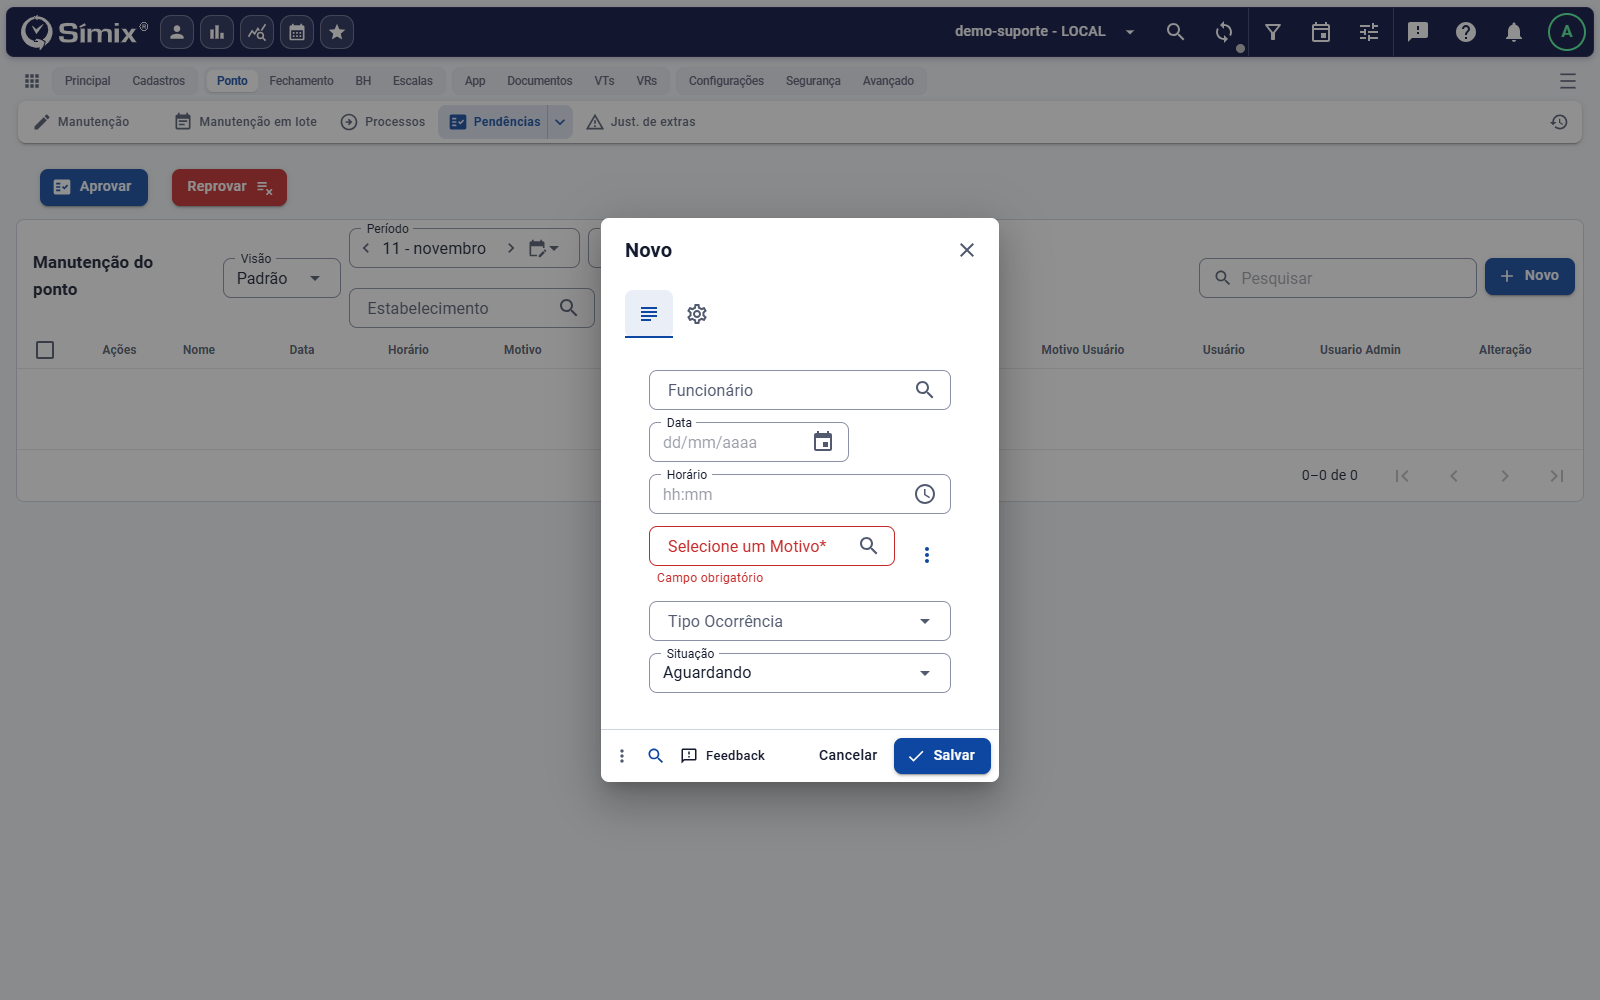 Símix®
demo-suporte - LOCAL
A
Principal
Cadastros
Ponto
Fechamento
BH
Escalas
App
Documentos
VTs
VRs
Configurações
Segurança
Avançado
Manutenção
Manutenção em lote
Processos
Pendências
Just. de extras
Aprovar
Reprovar
Manutenção do
ponto
Visão
Padrão
Período
11 - novembro
Estabelecimento
Pesquisar
Novo
Ações
Nome
Data
Horário
Motivo
Motivo Usuário
Usuário
Usuario Admin
Alteração
0–0 de 0
Novo
Funcionário
Data
dd/mm/aaaa
Horário
hh:mm
Selecione um Motivo*
Campo obrigatório
Tipo Ocorrência
Situação
Aguardando
Feedback
Cancelar
Salvar